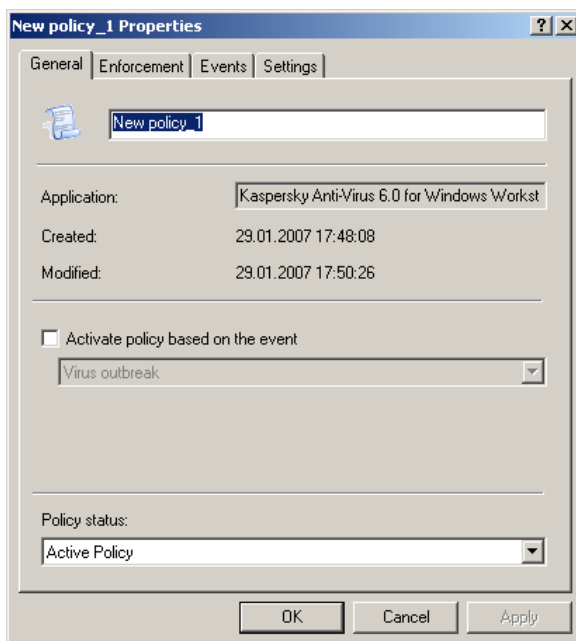 New policy_1 Properties
General Enforcement Events Settings
New policy_1
Application: Kaspersky Anti-Virus 6.0 for Windows Workst
Created: 29.01.2007 17:48:08
Modified: 29.01.2007 17:50:26
Activate policy based on the event
Virus outbreak
Policy status:
Active Policy
OK Cancel Apply